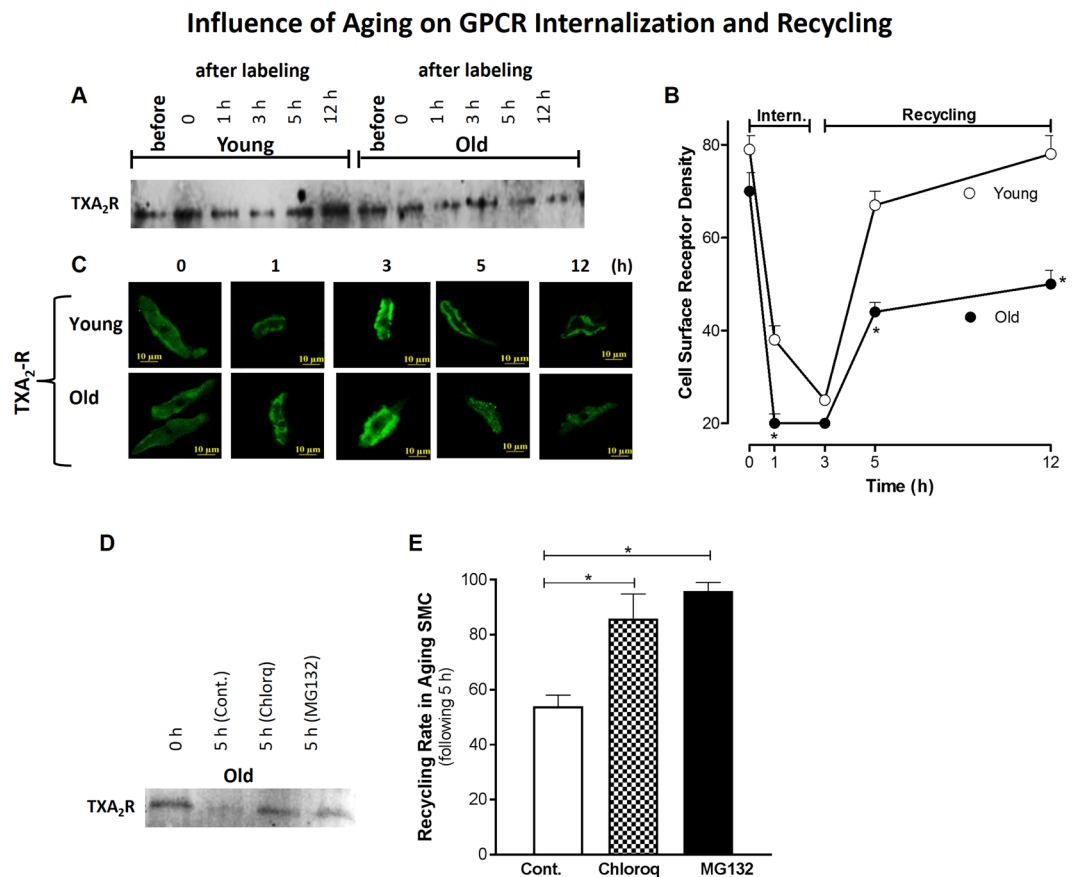 Influence of Aging on GPCR Internalization and Recycling
A
after labeling
after labeling
before
0
1 h
3 h
5 h
12 h
before
0
1 h
3 h
5 h
12 h
Young
Old
TXA2R
B
Intern.
Recycling
80
60
40
20
Cell Surface Receptor Density
Young
Old
*
*
*
0
1
3
5
12
Time (h)
C
0
1
3
5
12
(h)
TXA2-R
Young
10 µm
10 µm
10 µm
10 µm
10 µm
Old
10 µm
10 µm
10 µm
10 µm
10 µm
D
0 h
5 h (Cont.)
5 h (Chlorq)
5 h (MG132)
Old
TXA2R
E
*
*
100
80
60
40
20
0
Recycling Rate in Aging SMC
(following 5 h)
Cont.
Chloroq
MG132